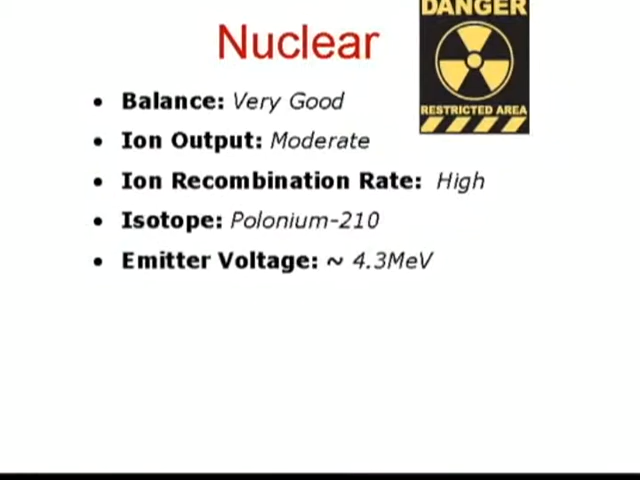 DANGER
Nuclear
RESTRICTED AREA
• Balance: Very Good
• Ion Output: Moderate
• Ion Recombination Rate: High
• Isotope: Polonium-210
• Emitter Voltage: ~ 4.3MeV